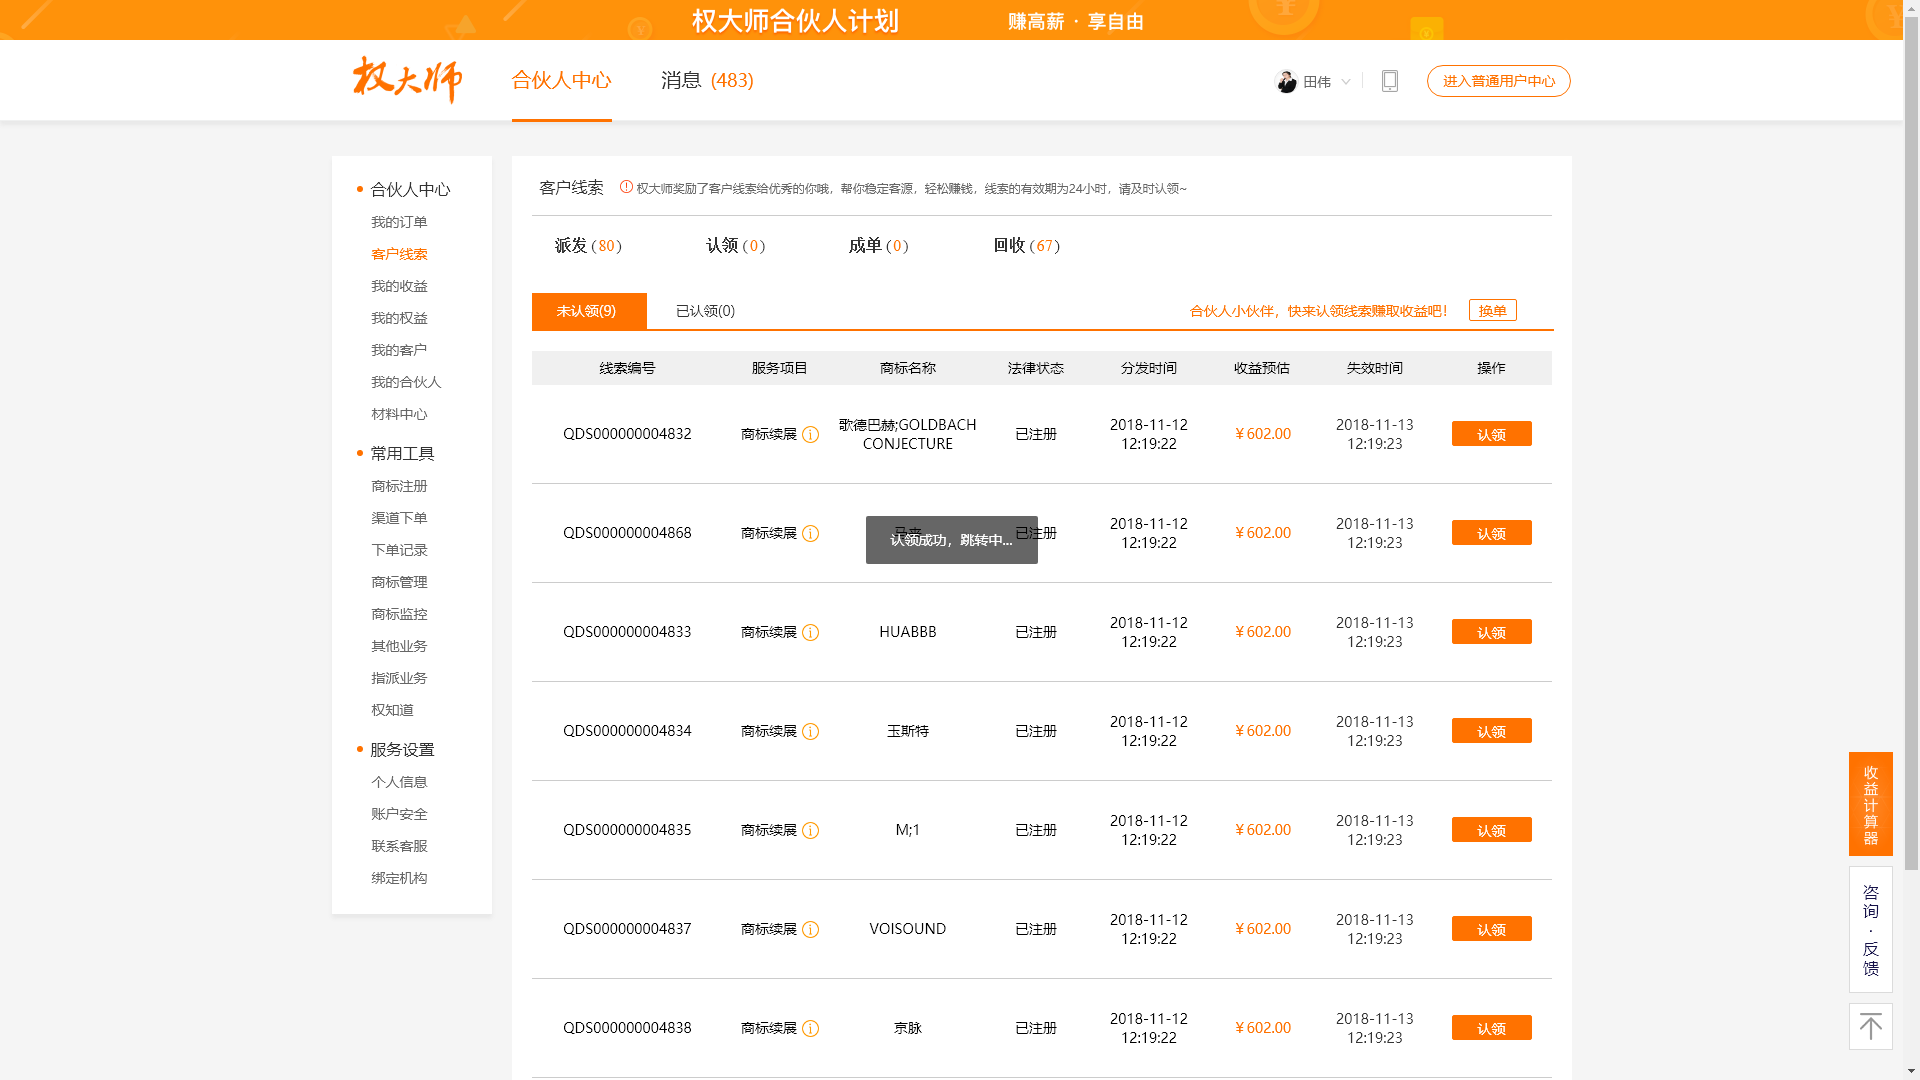 权大师合伙人计划 赚高薪 · 享自由
权大师 合伙人中心 消息 (483) 田伟 进入普通用户中心
合伙人中心
我的订单
客户线索
我的收益
我的权益
我的客户
我的合伙人
材料中心
常用工具
商标注册
渠道下单
下单记录
商标管理
商标监控
其他业务
指派业务
权知道
服务设置
个人信息
账户安全
联系客服
绑定机构
客户线索 权大师奖励了客户线索给优秀的你哦，帮你稳定客源，轻松赚钱，线索的有效期为24小时，请及时认领~
派发(80) 认领(0) 成单(0) 回收(67)
未认领(9) 已认领(0) 合伙人小伙伴，快来认领线索赚取收益吧！ 换单
线索编号 服务项目 商标名称 法律状态 分发时间 收益预估 失效时间 操作
QDS000000004832 商标续展 歌德巴赫;GOLDBACH CONJECTURE 已注册 2018-11-12 12:19:22 ¥602.00 2018-11-13 12:19:23 认领
QDS000000004868 商标续展 已注册 2018-11-12 12:19:22 ¥602.00 2018-11-13 12:19:23 认领
认领成功，跳转中...
QDS000000004833 商标续展 HUABBB 已注册 2018-11-12 12:19:22 ¥602.00 2018-11-13 12:19:23 认领
QDS000000004834 商标续展 玉斯特 已注册 2018-11-12 12:19:22 ¥602.00 2018-11-13 12:19:23 认领
QDS000000004835 商标续展 M;1 已注册 2018-11-12 12:19:22 ¥602.00 2018-11-13 12:19:23 认领
QDS000000004837 商标续展 VOISOUND 已注册 2018-11-12 12:19:22 ¥602.00 2018-11-13 12:19:23 认领
QDS000000004838 商标续展 京脉 已注册 2018-11-12 12:19:22 ¥602.00 2018-11-13 12:19:23 认领
收益计算器
咨询·反馈